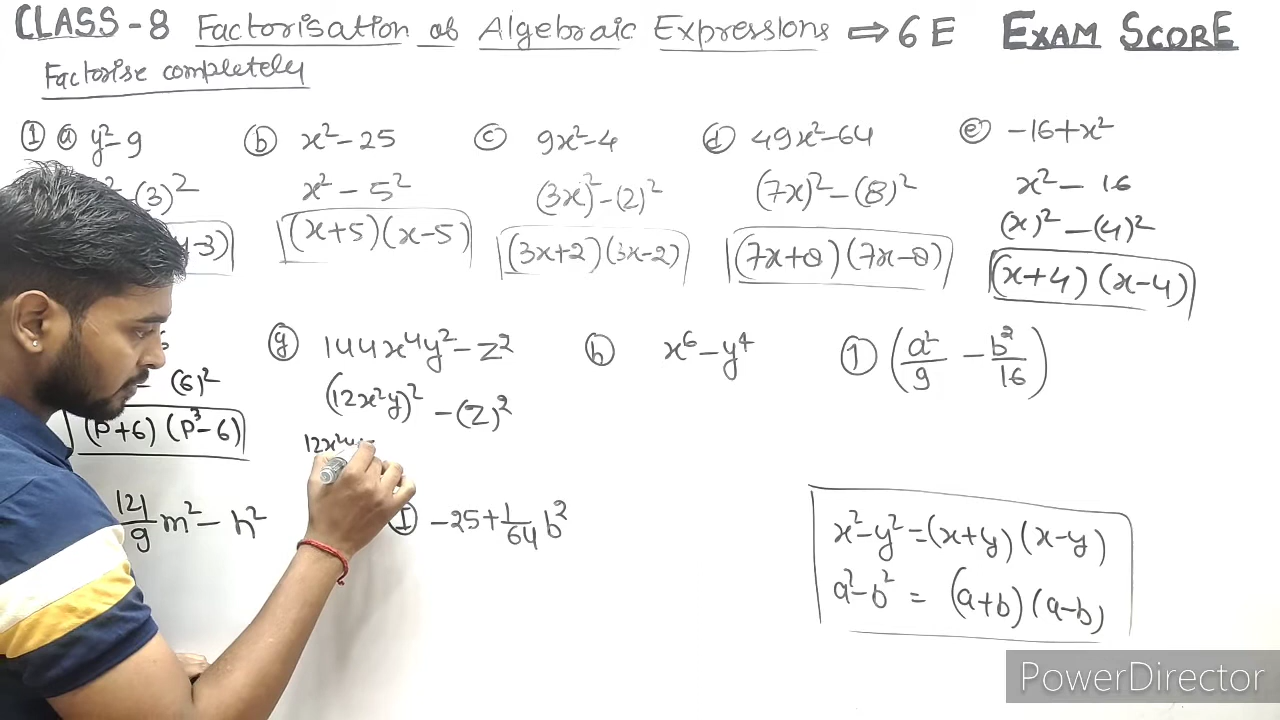 CLASS-8 Factorisation of Algebraic Expressions ⇒ 6E EXAM SCORE
Factorise completely
① ⓐ y²-9 ⓑ x²-25 ⓒ 9x²-4 ⓓ 49x²-64 ⓔ -16+x²
-(3)² x²-5² (3x)²-(2)² (7x)²-(8)² x²-16
-3) (x+5)(x-5) (3x+2)(3x-2) (7x+8)(7x-8) (x)²-(4)²
(x+4)(x-4)
ⓖ 144x⁴y²-z² ⓗ x⁶-y⁴ ① (a²/9 - b²/16)
- (6)² (12x²y)² -(z)²
(p+6)(p³-6) 12x²y
121/9 m²-n² Ⓘ -25+1/64 b²
x²-y²=(x+y)(x-y)
a²-b² = (a+b)(a-b)
PowerDirector